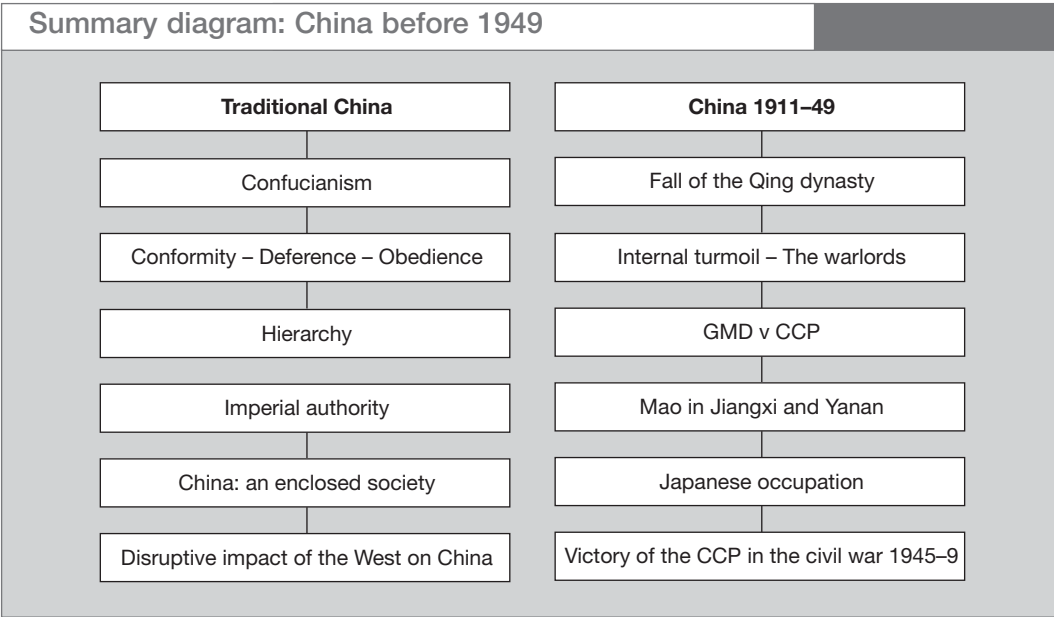 Summary diagram: China before 1949
Traditional China
Confucianism
Conformity – Deference – Obedience
Hierarchy
Imperial authority
China: an enclosed society
Disruptive impact of the West on China
China 1911–49
Fall of the Qing dynasty
Internal turmoil – The warlords
GMD v CCP
Mao in Jiangxi and Yanan
Japanese occupation
Victory of the CCP in the civil war 1945–9